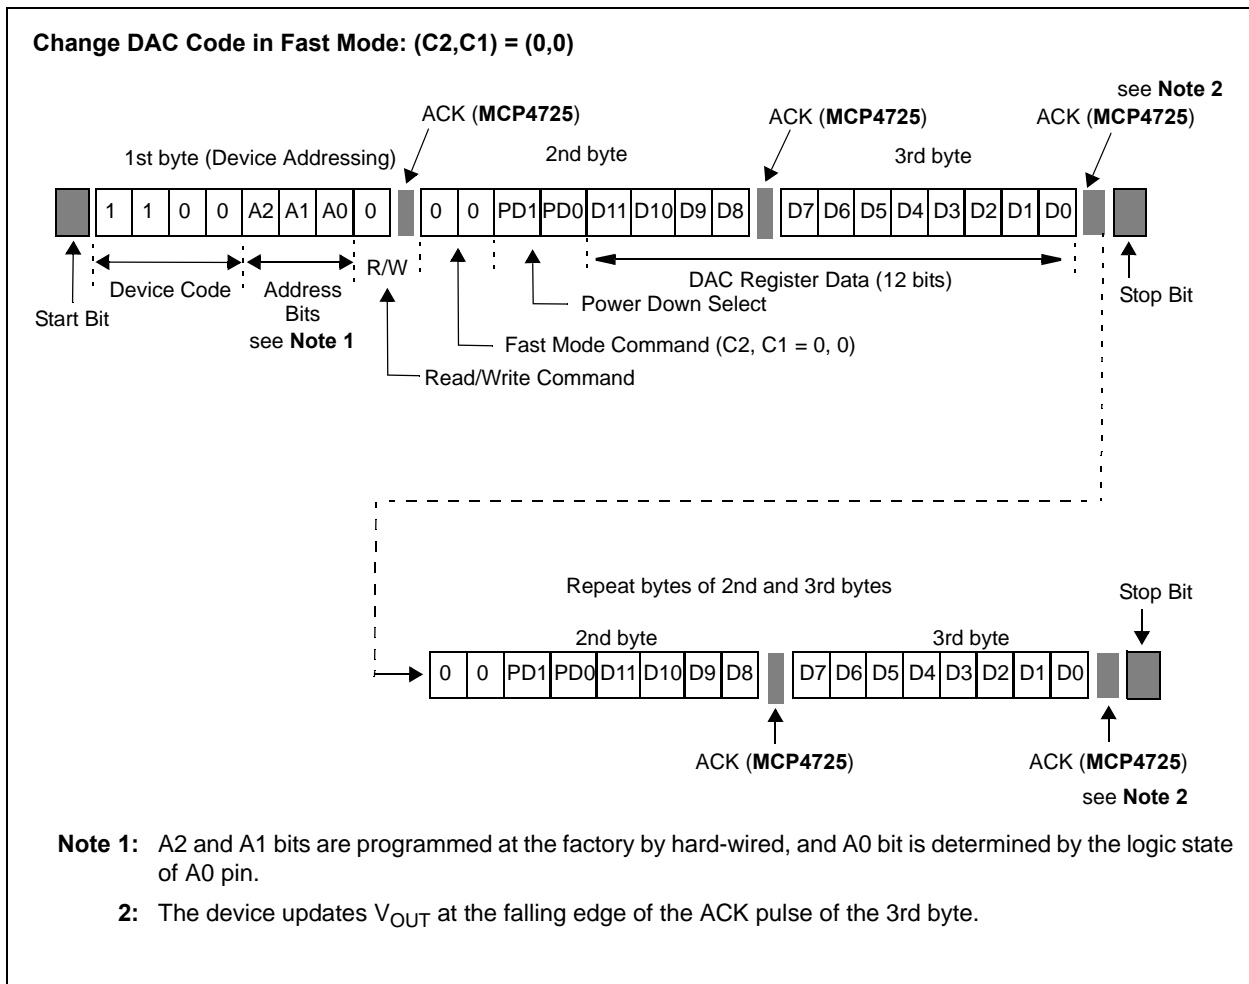 Change DAC Code in Fast Mode: (C2,C1) = (0,0)
see Note 2
ACK (MCP4725) ACK (MCP4725) ACK (MCP4725)
1st byte (Device Addressing) 2nd byte 3rd byte
1 1 0 0 A2 A1 A0 0 0 0 PD1 PD0 D11 D10 D9 D8 D7 D6 D5 D4 D3 D2 D1 D0
R/W
DAC Register Data (12 bits)
Device Code Address Bits see Note 1
Power Down Select
Stop Bit
Start Bit
Fast Mode Command (C2, C1 = 0, 0)
Read/Write Command
Repeat bytes of 2nd and 3rd bytes
Stop Bit
2nd byte 3rd byte
0 0 PD1 PD0 D11 D10 D9 D8 D7 D6 D5 D4 D3 D2 D1 D0
ACK (MCP4725) ACK (MCP4725)
see Note 2
Note 1: A2 and A1 bits are programmed at the factory by hard-wired, and A0 bit is determined by the logic state
of A0 pin.
2: The device updates VOUT at the falling edge of the ACK pulse of the 3rd byte.